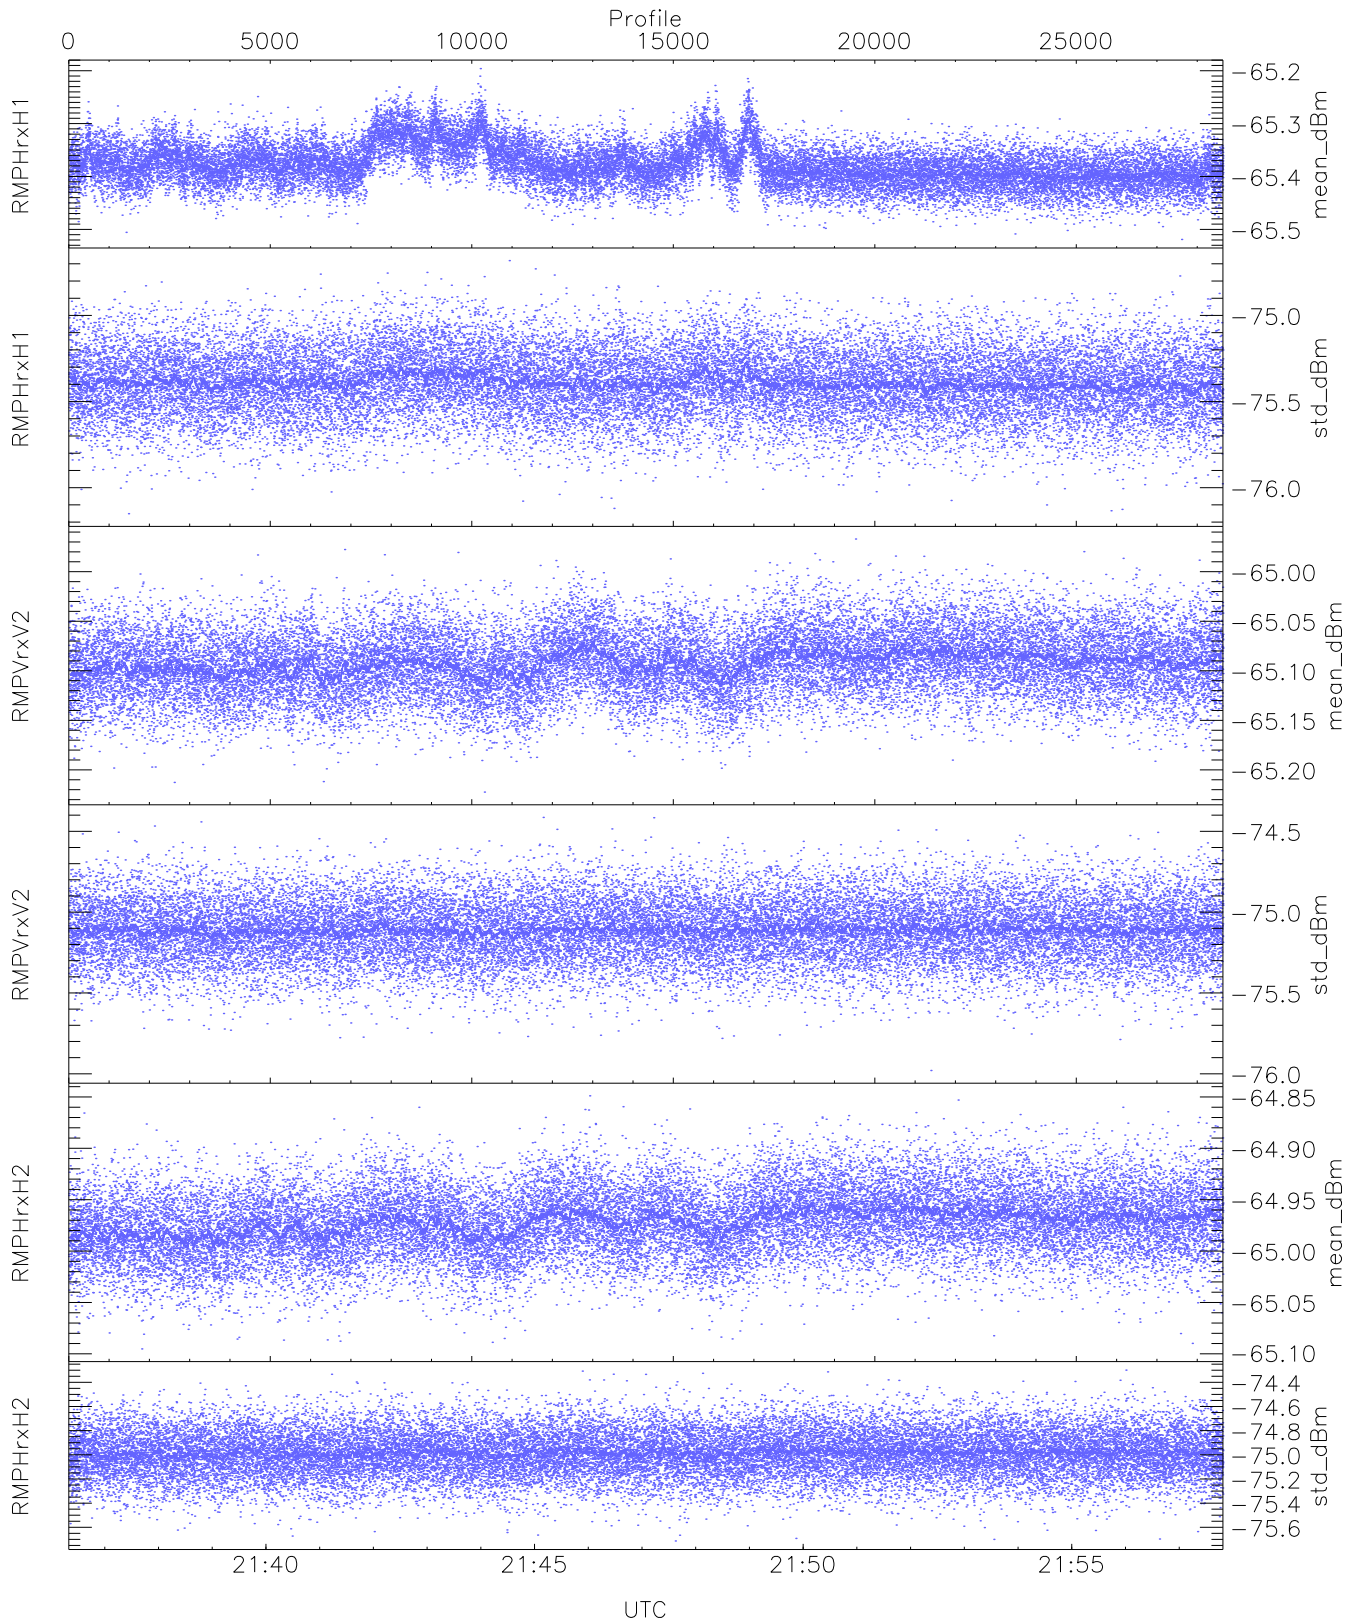 Profile
0 5000 10000 15000 20000 25000
RMPHrxH1
−65.2
−65.3
−65.4
−65.5
mean_dBm
RMPHrxH1
−75.0
−75.5
−76.0
std_dBm
RMPVrxV2
−65.00
−65.05
−65.10
−65.15
−65.20
mean_dBm
RMPVrxV2
−74.5
−75.0
−75.5
−76.0
std_dBm
RMPHrxH2
−64.85
−64.90
−64.95
−65.00
−65.05
−65.10
mean_dBm
RMPHrxH2
−74.4
−74.6
−74.8
−75.0
−75.2
−75.4
−75.6
std_dBm
21:40 21:45 21:50 21:55
UTC